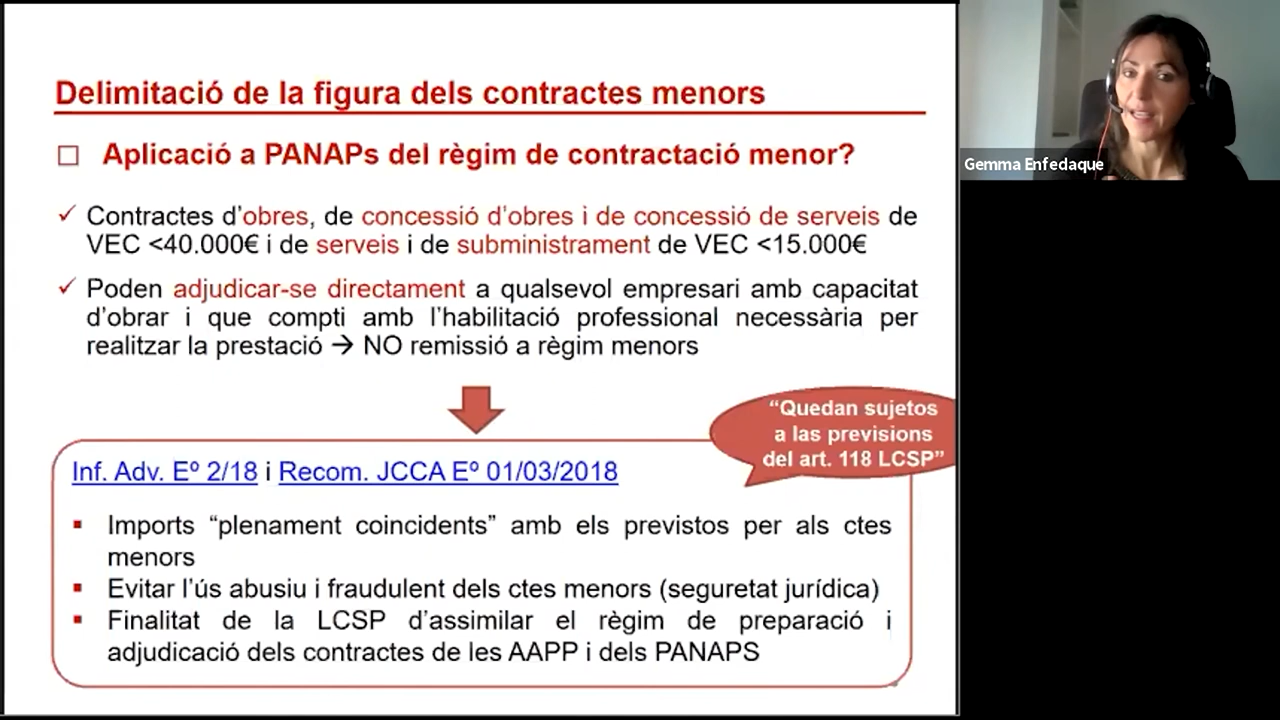 Delimitació de la figura dels contractes menors
Aplicació a PANAPs del règim de contractació menor?
Contractes d'obres, de concessió d'obres i de concessió de serveis de
VEC <40.000€ i de serveis i de subministrament de VEC <15.000€
Poden adjudicar-se directament a qualsevol empresari amb capacitat
d'obrar i que compti amb l'habilitació professional necessària per
realitzar la prestació → NO remissió a règim menors
"Quedan sujetos
a las previsions
del art. 118 LCSP"
Inf. Adv. Eº 2/18 i Recom. JCCA Eº 01/03/2018
Imports "plenament coincidents" amb els previstos per als ctes
menors
Evitar l'ús abusiu i fraudulent dels ctes menors (seguretat jurídica)
Finalitat de la LCSP d'assimilar el règim de preparació i
adjudicació dels contractes de les AAPP i dels PANAPS
Gemma Enfedaque